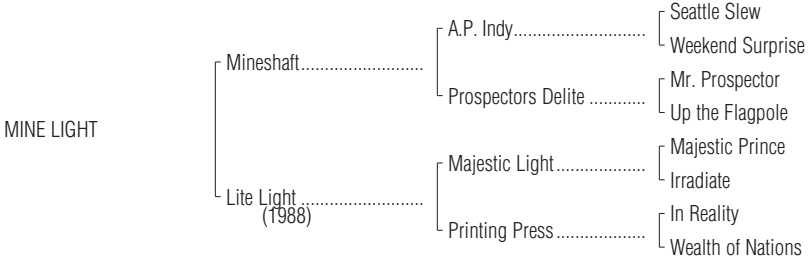 Seattle Slew
A.P. Indy..........................
Weekend Surprise
Mineshaft........................
Mr. Prospector
Prospectors Delite ...........
Up the Flagpole
MINE LIGHT
Majestic Prince
Majestic Light..................
Irradiate
Lite Light ........................
(1988)
In Reality
Printing Press ..................
Wealth of Nations